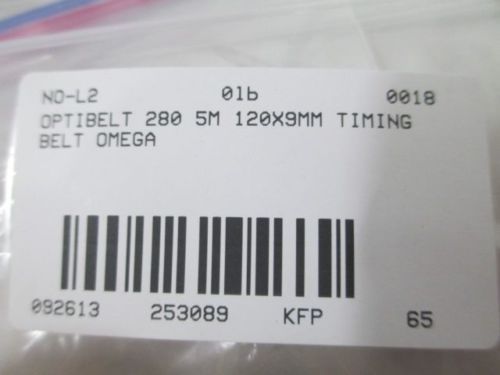 NO-L2 01b 0018
OPTIBELT 280 5M 120X9MM TIMING
BELT OMEGA
092613 253089 KFP 65